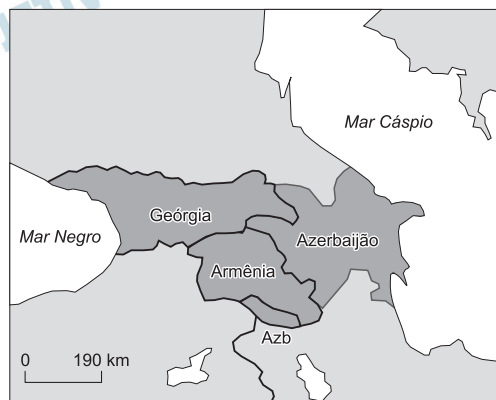 Mar Cáspio
Geórgia
Mar Negro
Azerbaijão
Armênia
Azb
0 190 km